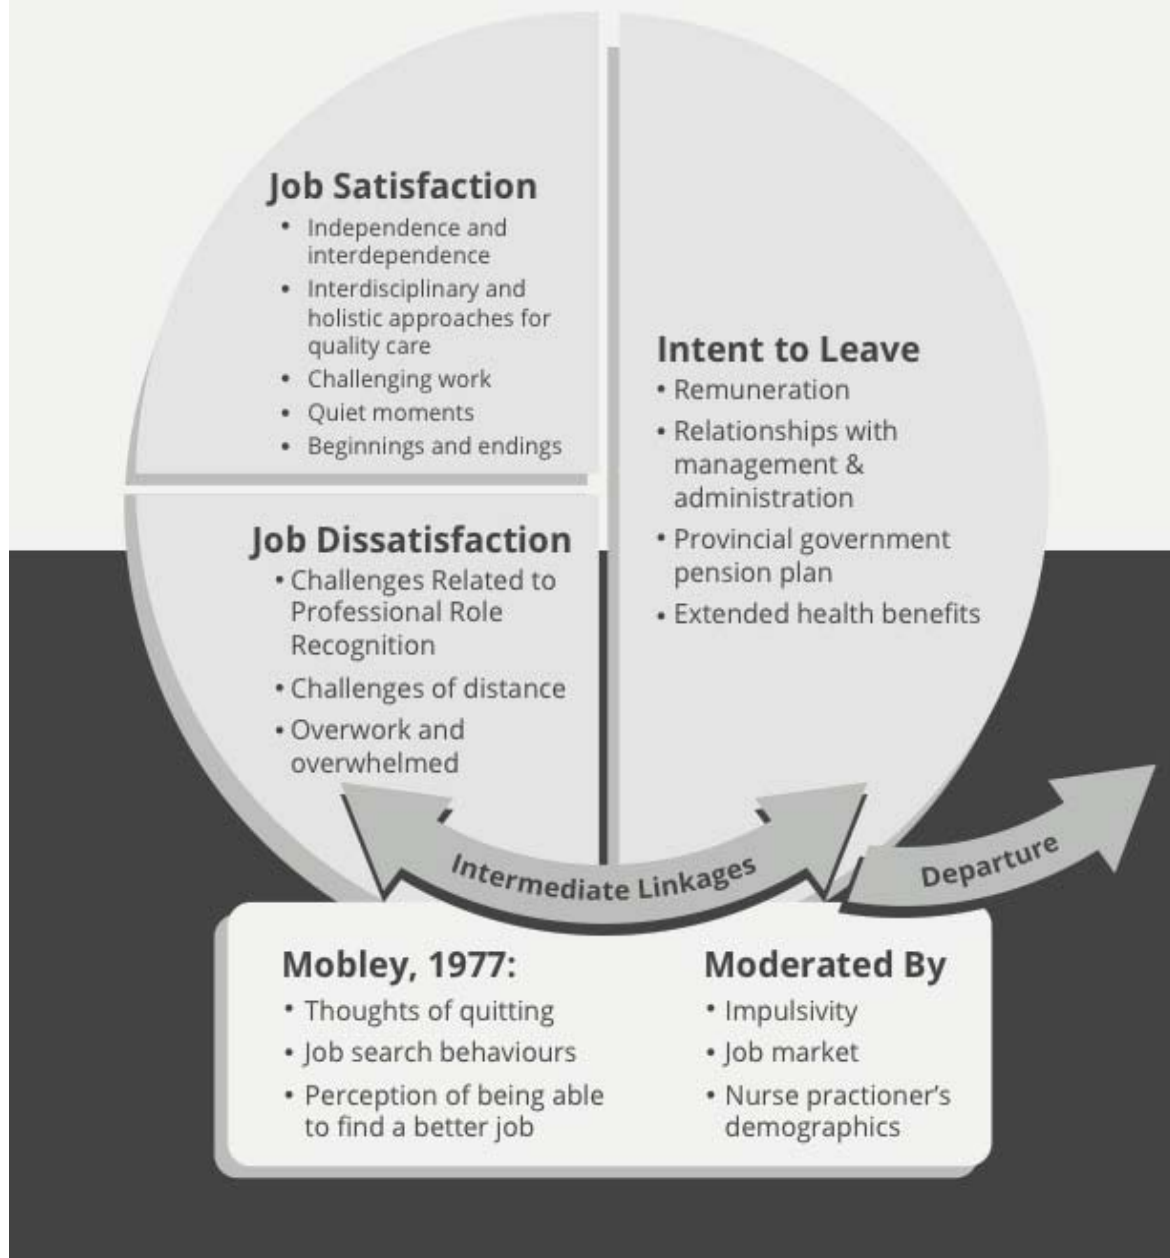 Job Satisfaction
• Independence and
interdependence
• Interdisciplinary and
holistic approaches for
quality care
• Challenging work
• Quiet moments
• Beginnings and endings
Job Dissatisfaction
• Challenges Related to
Professional Role
Recognition
• Challenges of distance
• Overwork and
overwhelmed
Intent to Leave
• Remuneration
• Relationships with
management &
administration
• Provincial government
pension plan
• Extended health benefits
Intermediate Linkages
Departure
Mobley, 1977:
• Thoughts of quitting
• Job search behaviours
• Perception of being able
to find a better job
Moderated By
• Impulsivity
• Job market
• Nurse practioner’s
demographics